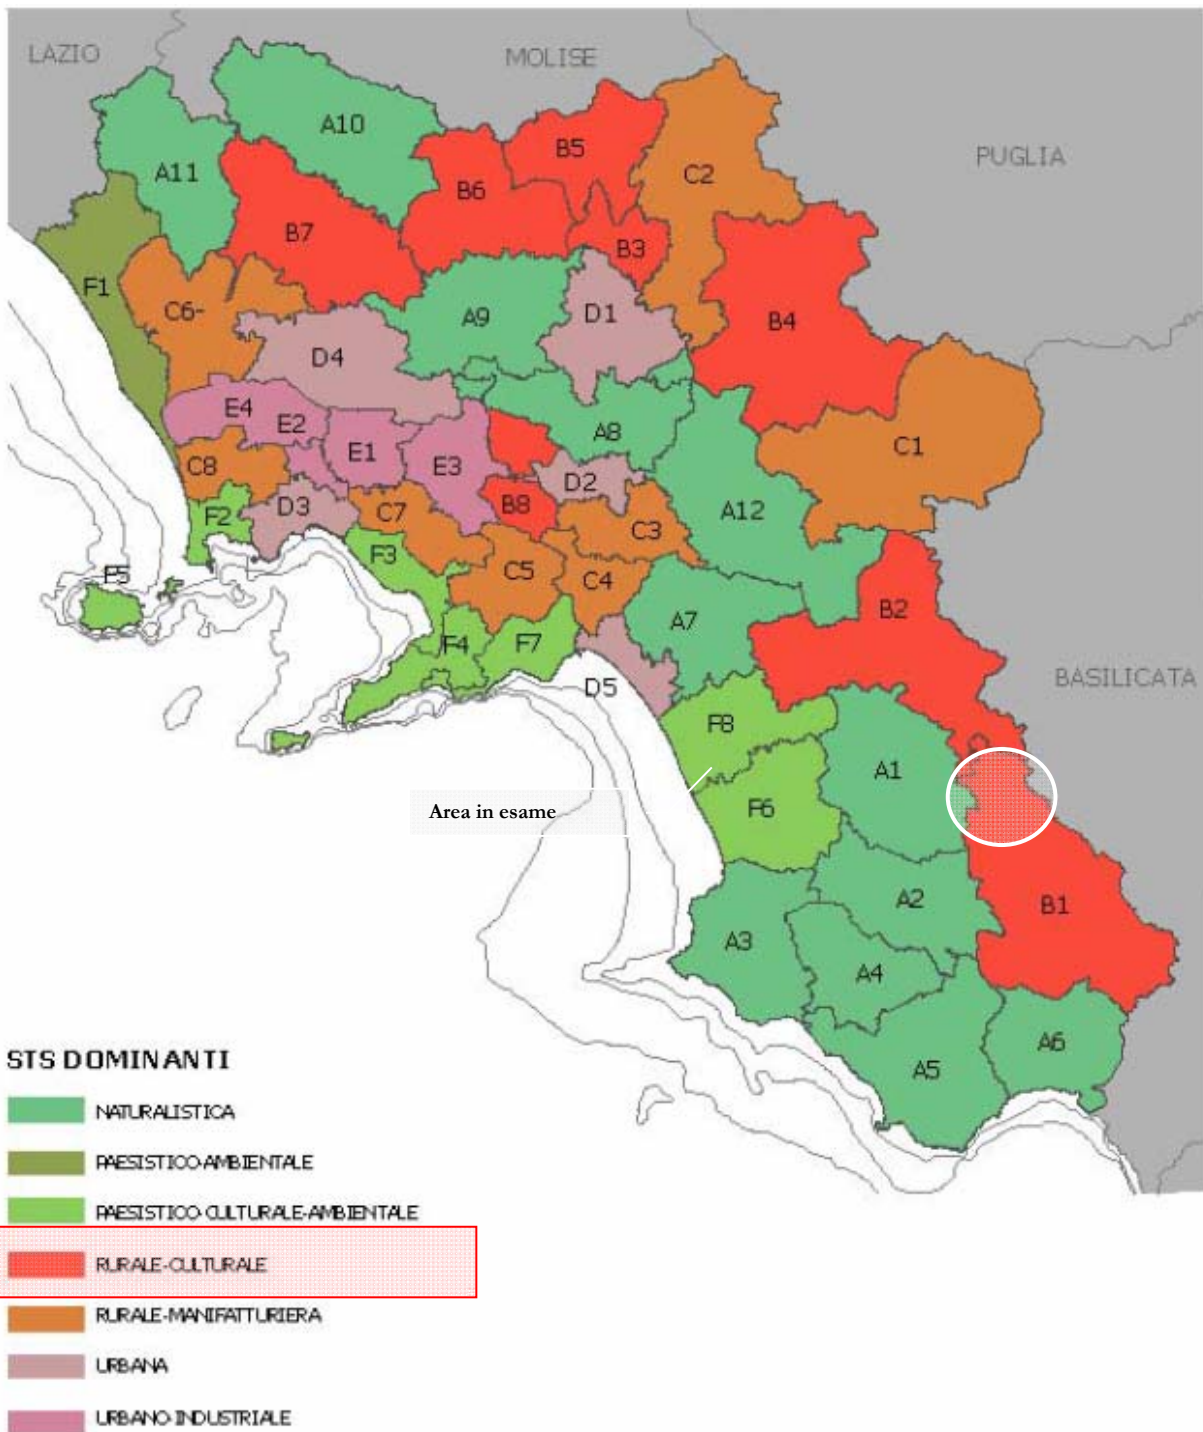 LAZIO
MOLISE
PUGLIA
BASILICATA
A10
A11
B5
B6
C2
B7
B3
F1
C6-
A9
D1
B4
D4
E4
E2
A8
C1
E1
E3
C8
D2
B8
A12
F2
D3
C7
C3
F3
C5
C4
F5
B2
A7
F4
F7
D5
F8
A1
F6
Area in esame
A2
B1
A3
A4
A6
A5
STS DOMINANTI
NATURALISTICA
PAESISTICO-AMBIENTALE
PAESISTICO CULTURALE-AMBIENTALE
RURALE-CULTURALE
RURALE-MANIFATTURIERA
URBANA
URBANO INDUSTRIALE